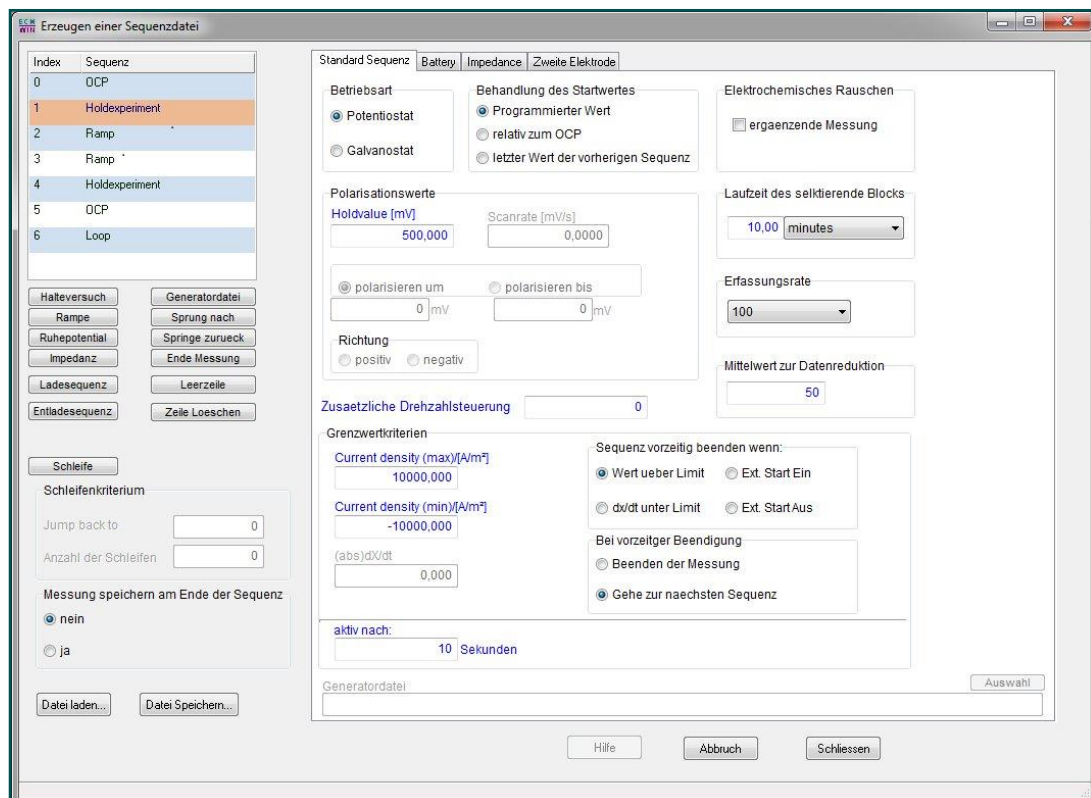 ECM WIN Erzeugen einer Sequenzdatei
Index Sequenz
0 OCP
1 Holdexperiment
2 Ramp
3 Ramp
4 Holdexperiment
5 OCP
6 Loop
Halteversuch Generatordatei
Rampe Sprung nach
Ruhepotential Springe zurueck
Impedanz Ende Messung
Ladesequenz Leerzeile
Entladesequenz Zeile Loeschen
Schleife
Schleifenkriterium
Jump back to 0
Anzahl der Schleifen 0
Messung speichern am Ende der Sequenz
nein
ja
Datei laden... Datei Speichern...
Standard Sequenz Battery Impedance Zweite Elektrode
Betriebsart
Potentiostat
Galvanostat
Behandlung des Startwertes
Programmierter Wert
relativ zum OCP
letzter Wert der vorherigen Sequenz
Elektrochemisches Rauschen
ergaenzende Messung
Polarisationswerte
Holdvalue [mV] Scanrate [mV/s]
500,000 0,0000
polarisieren um polarisieren bis
0 mV 0 mV
Richtung
positiv negativ
Laufzeit des selktierende Blocks
10,00 minutes
Erfassungsrate
100
Mittelwert zur Datenreduktion
50
Zusaetzliche Drehzahlsteuerung 0
Grenzwertkriterien
Current density (max)/[A/m²]
10000,000
Current density (min)/[A/m²]
-10000,000
(abs)dX/dt
0,000
Sequenz vorzeitig beenden wenn:
Wert ueber Limit Ext. Start Ein
dx/dt unter Limit Ext. Start Aus
Bei vorzeitger Beendigung
Beenden der Messung
Gehe zur naechsten Sequenz
aktiv nach:
10 Sekunden
Generatordatei Auswahl
Hilfe Abbruch Schliessen